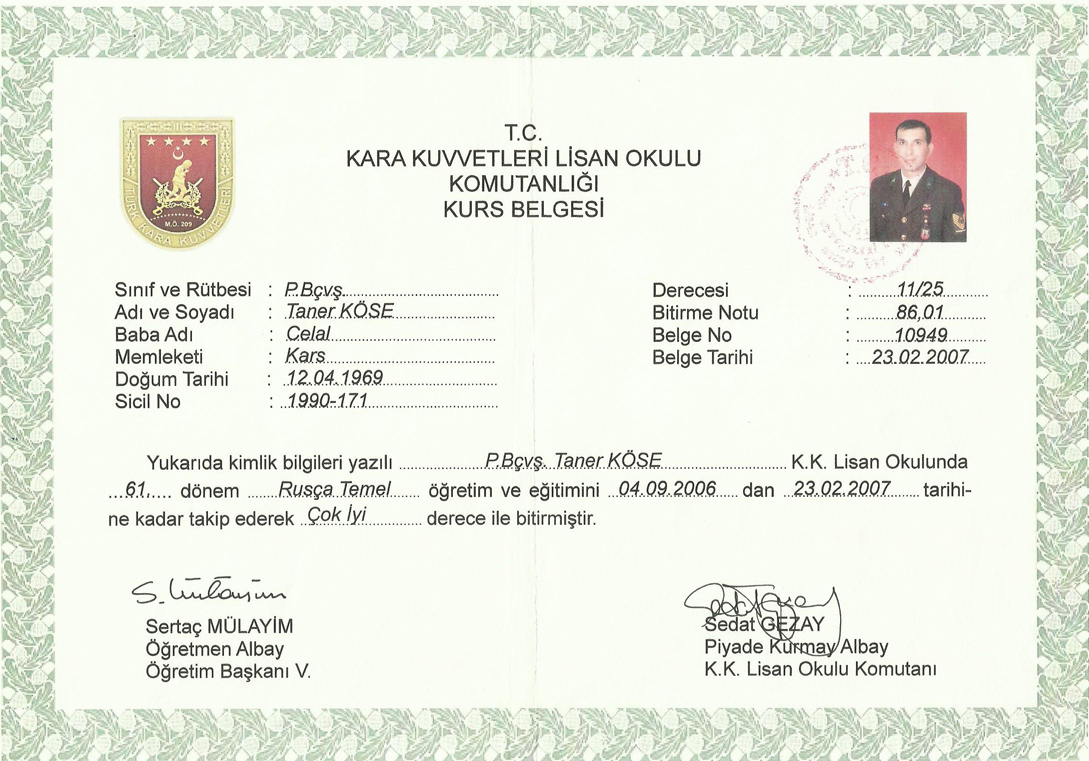 T.C.
KARA KUVVETLERİ LİSAN OKULU
KOMUTANLIĞI
KURS BELGESİ
TÜRK KARA KUVVETLERİ
M.Ö. 209
Sınıf ve Rütbesi : P.Bçvş.
Adı ve Soyadı : Taner KÖSE
Baba Adı : Celal
Memleketi : Kars
Doğum Tarihi : 12.04.1969
Sicil No : 1990-171
Derecesi : 11/25
Bitirme Notu : 86,01
Belge No : 10949
Belge Tarihi : 23.02.2007
Yukarıda kimlik bilgileri yazılı P.Bçvş. Taner KÖSE K.K. Lisan Okulunda
61. dönem Rusça Temel öğretim ve eğitimini 04.09.2006 dan 23.02.2007 tarihi-
ne kadar takip ederek Çok İyi derece ile bitirmiştir.
S. Mülayim
Sertaç MÜLAYİM
Öğretmen Albay
Öğretim Başkanı V.
Sedat GEZAY
Piyade Kurmay Albay
K.K. Lisan Okulu Komutanı